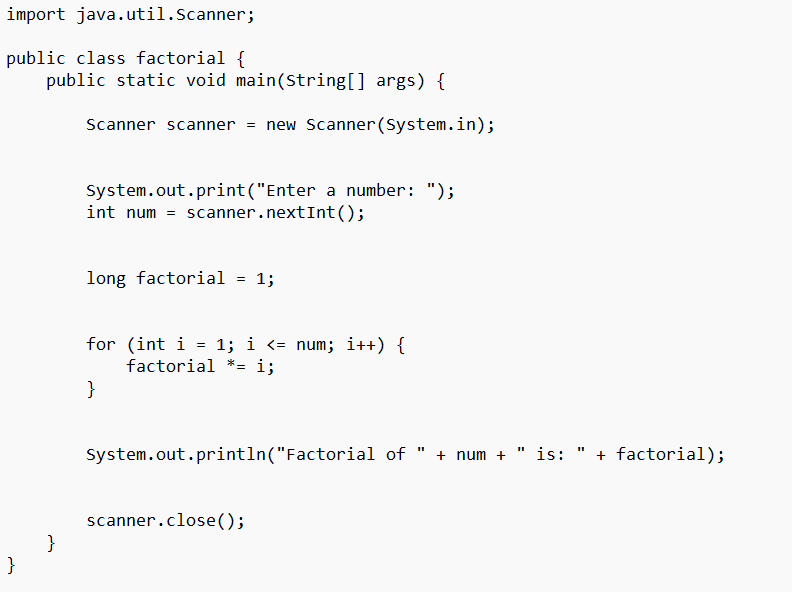 import java.util.Scanner;
public class factorial {
public static void main(String[] args) {
Scanner scanner = new Scanner(System.in);
System.out.print("Enter a number: ");
int num = scanner.nextInt();
long factorial = 1;
for (int i = 1; i <= num; i++) {
factorial *= i;
}
System.out.println("Factorial of " + num + " is: " + factorial);
scanner.close();
}
}